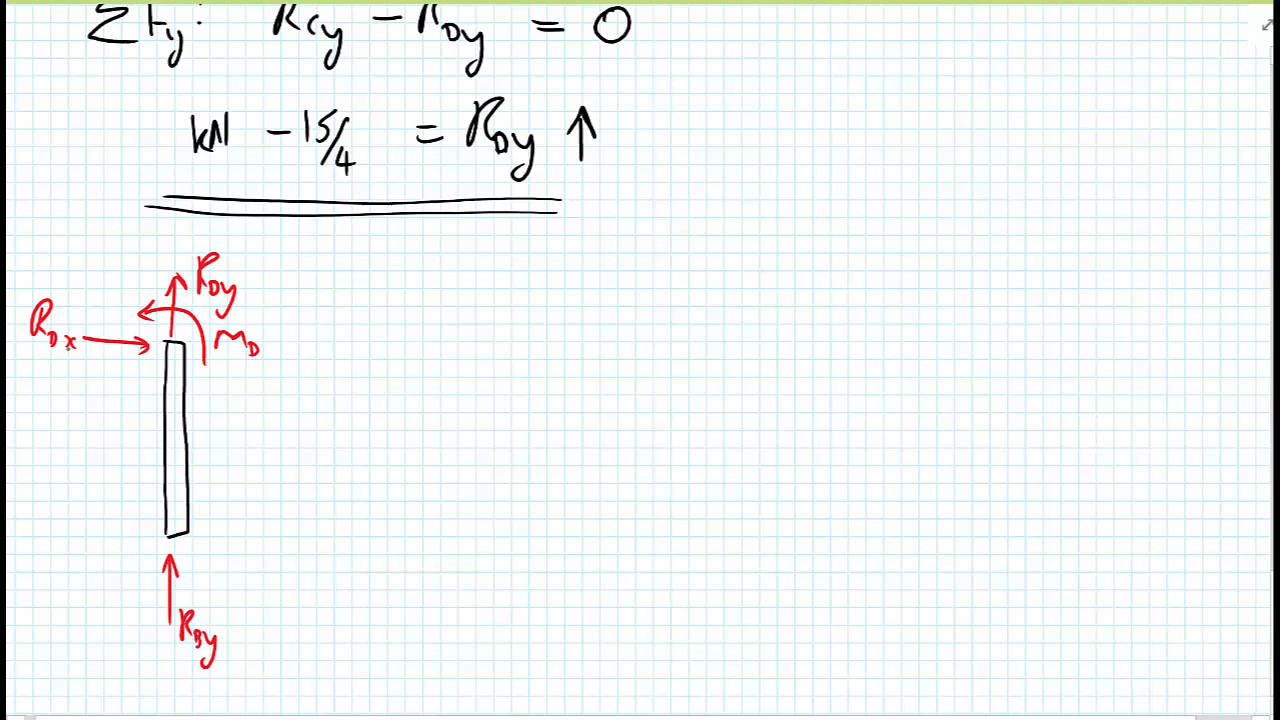 ΣFy: Rcy - RDy = 0
kN - 15/4 = RDy ↑
RDy
RDx
MD
RBy